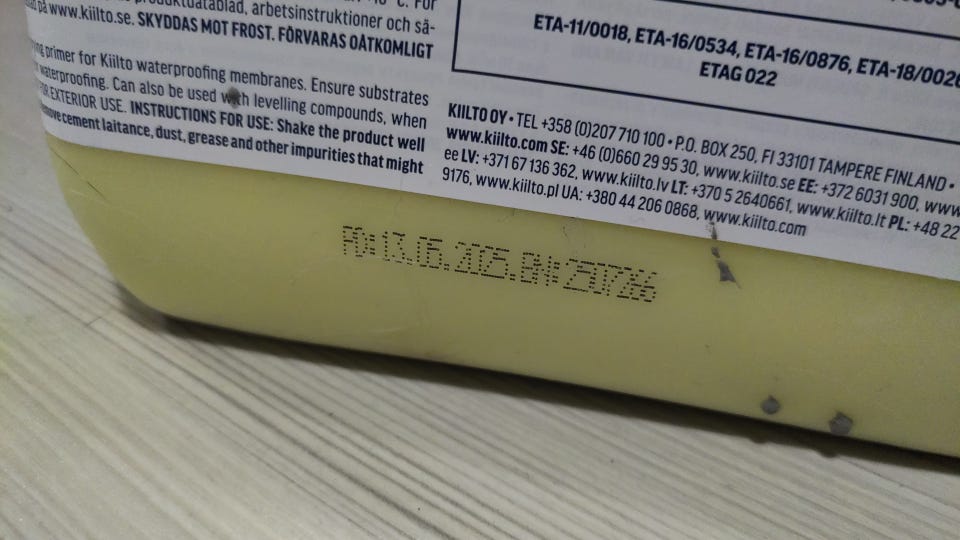 på www.kiilto.se. SKYDDAS MOT FROST. FÖRVARAS OÅTKOMLIGT
arbetsinstruktioner och så-
primer for Kiilto waterproofing membranes. Ensure substrates
waterproofing. Can also be used with levelling compounds, when
EXTERIOR USE. INSTRUCTIONS FOR USE: Shake the product well
cement laitance, dust, grease and other impurities that might
ETA-11/0018, ETA-16/0534, ETA-16/0876, ETA-18/002
ETAG 022
KIILTO OY • TEL +358 (0)207 710 100 • P.O. BOX 250, FI 33101 TAMPERE FINLAND •
www.kiilto.com SE: +46 (0)660 29 95 30, www.kiilto.se EE: +372 6031 900, www
ee LV: +371 67 136 362, www.kiilto.lv LT: +370 5 2640661, www.kiilto.lt PL: +48 22
9176, www.kiilto.pl UA: +380 44 206 0868, www.kiilto.com
PD:13.05.2025.BN:2507266